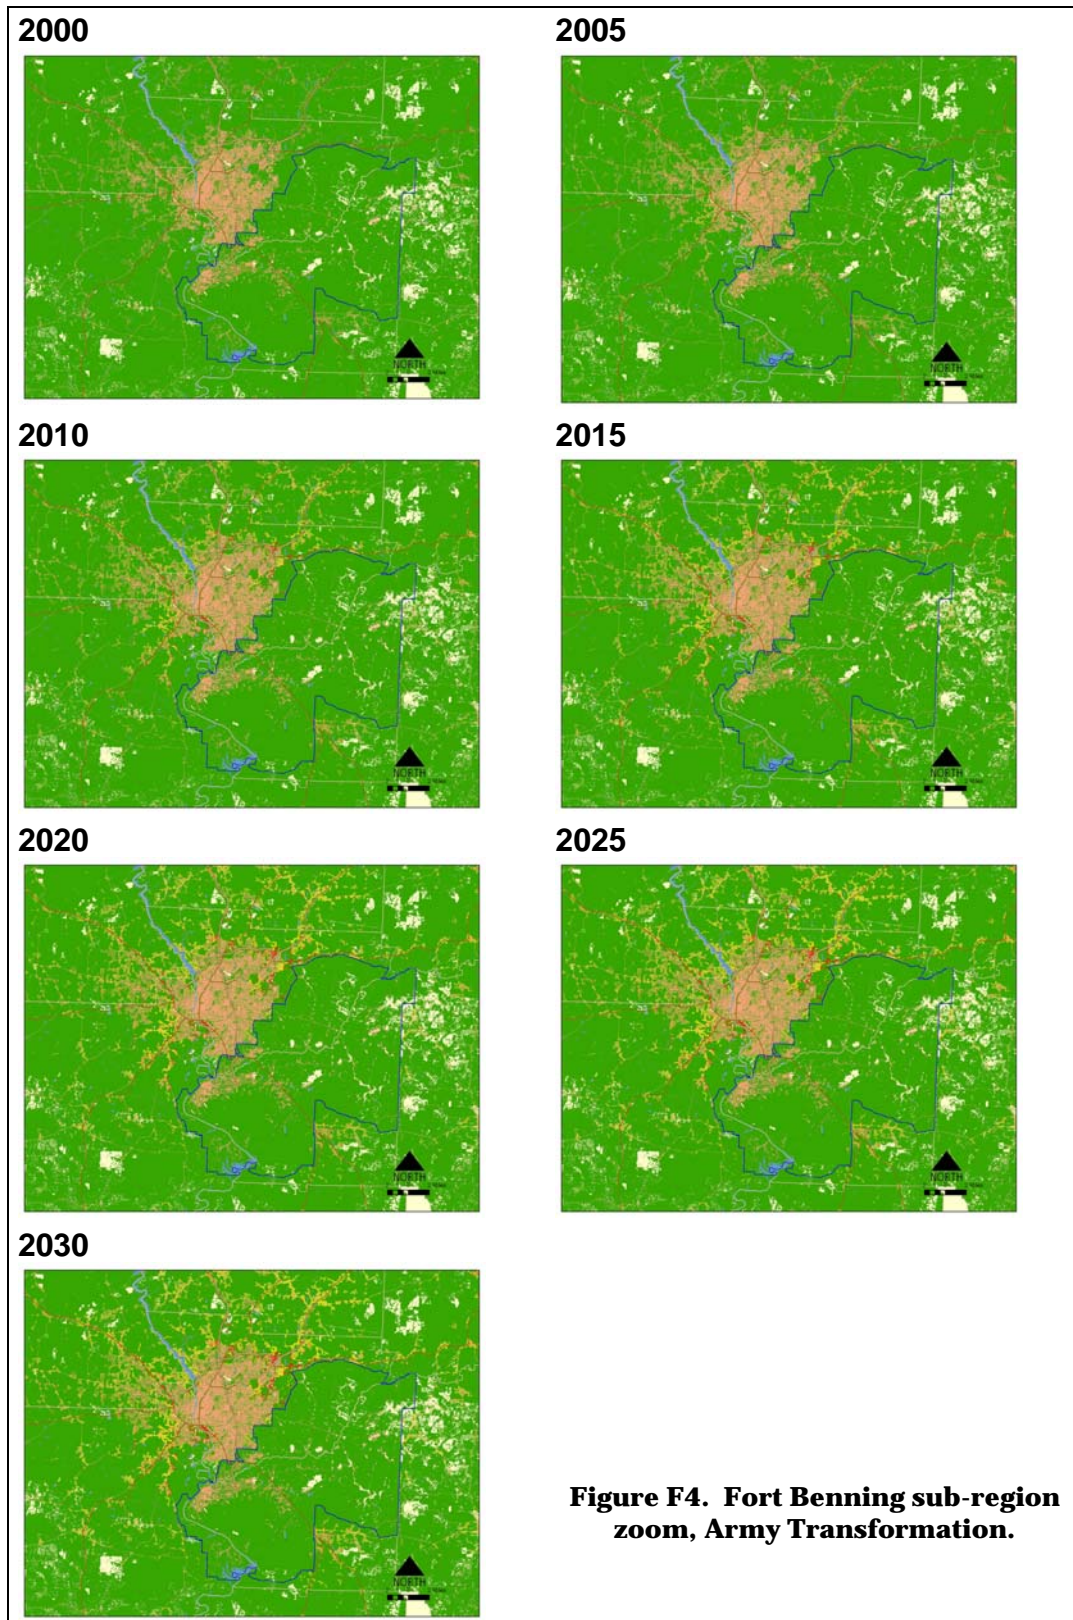 2000
2005
NORTH
NORTH
2010
2015
NORTH
NORTH
2020
2025
NORTH
NORTH
2030
NORTH
Figure F4. Fort Benning sub-region
zoom, Army Transformation.